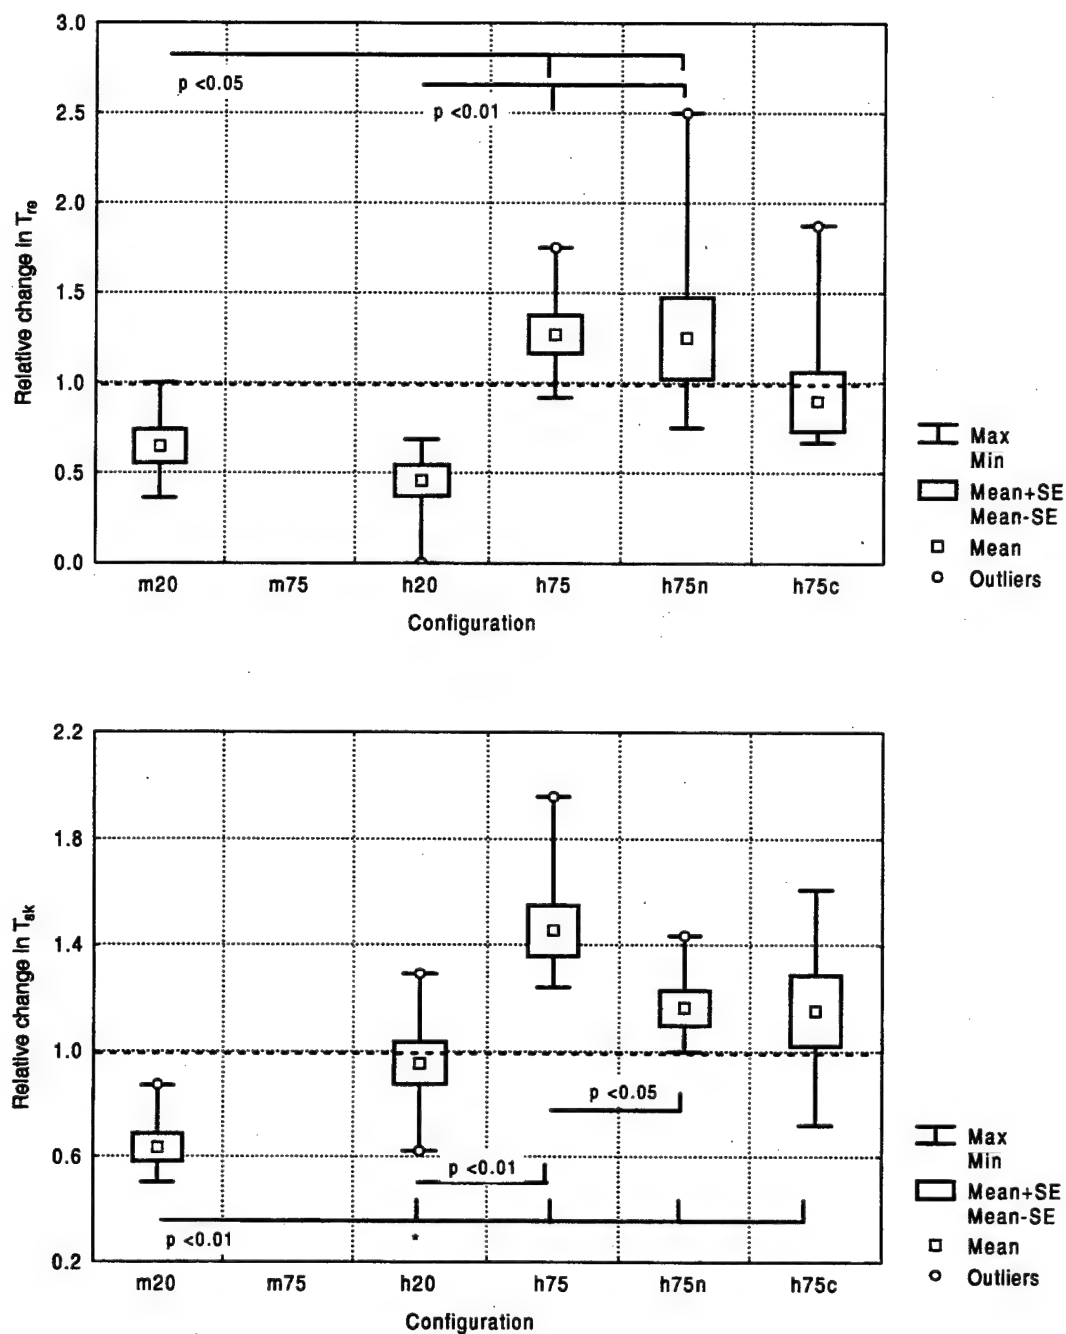 3.0
p <0.05
p <0.01
2.5
2.0
1.5
1.0
0.5
0.0
Relative change in Tre
m20 m75 h20 h75 h75n h75c
Configuration
Max
Min
Mean+SE
Mean-SE
Mean
Outliers
2.2
1.8
1.4
1.0
0.6
0.2
Relative change in Tsk
p <0.05
p <0.01
p <0.01
*
m20 m75 h20 h75 h75n h75c
Configuration
Max
Min
Mean+SE
Mean-SE
Mean
Outliers